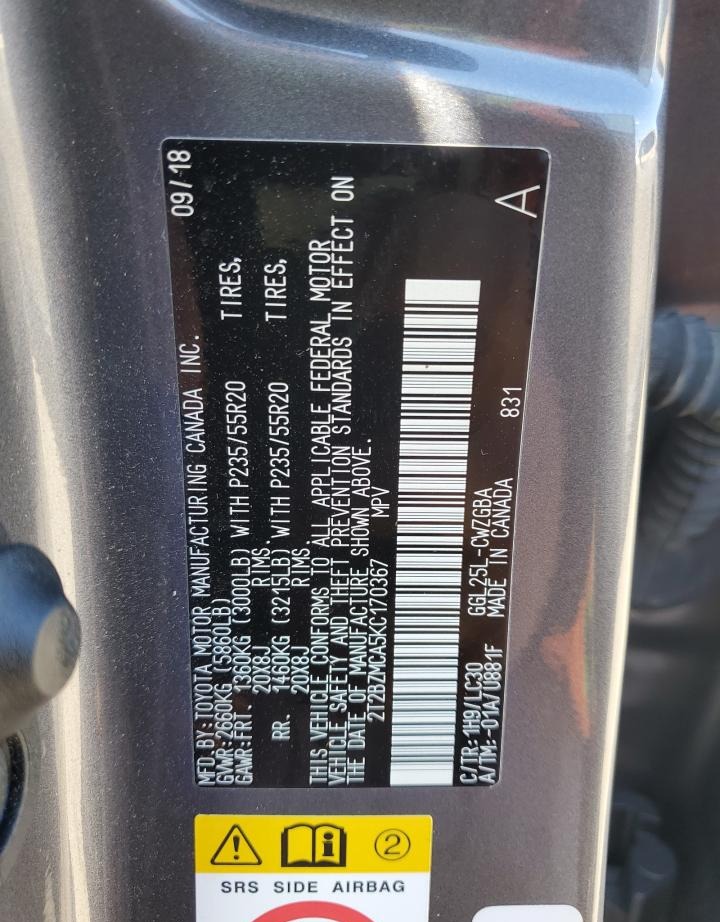 MFD.BY:TOYOTA MOTOR MANUFACTURING CANADA INC. 09/18
GVWR:2660KG (5860LB)
GAWR:FRT 1360KG (3000LB) WITH P235/55R20 TIRES,
20X8J RIMS
RR. 1460KG (3215LB) WITH P235/55R20 TIRES,
20X8J RIMS
THIS VEHICLE CONFORMS TO ALL APPLICABLE FEDERAL MOTOR
VEHICLE SAFETY AND THEFT PREVENTION STANDARDS IN EFFECT ON
THE DATE OF MANUFACTURE SHOWN ABOVE.
2T2BZMCA5KC170367 MPV
C/TR:1H9/LC30 GGL25L-CWZGBA 831
A/TM:-01A/U881F MADE IN CANADA
A
2
SRS SIDE AIRBAG